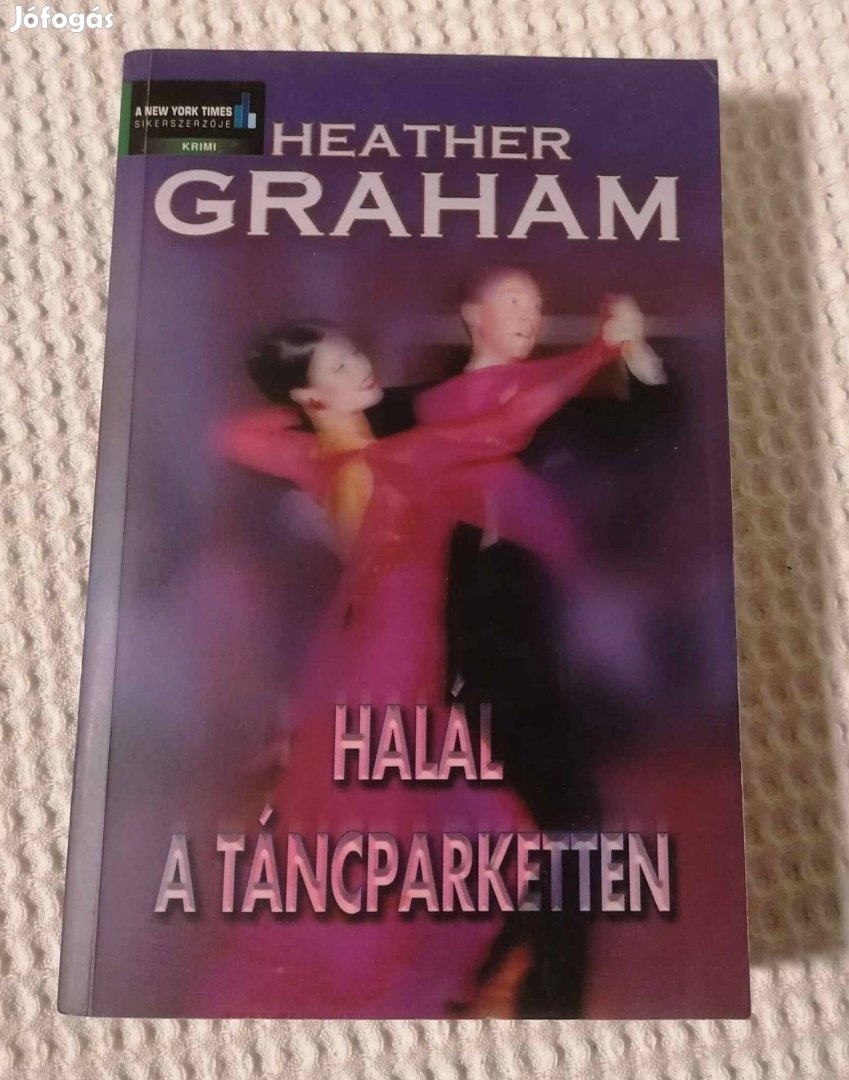 Jófogás
A NEW YORK TIMES
SIKERSZERZŐJE
KRIMI
HEATHER
GRAHAM
HALÁL
A TÁNCPARKETTEN